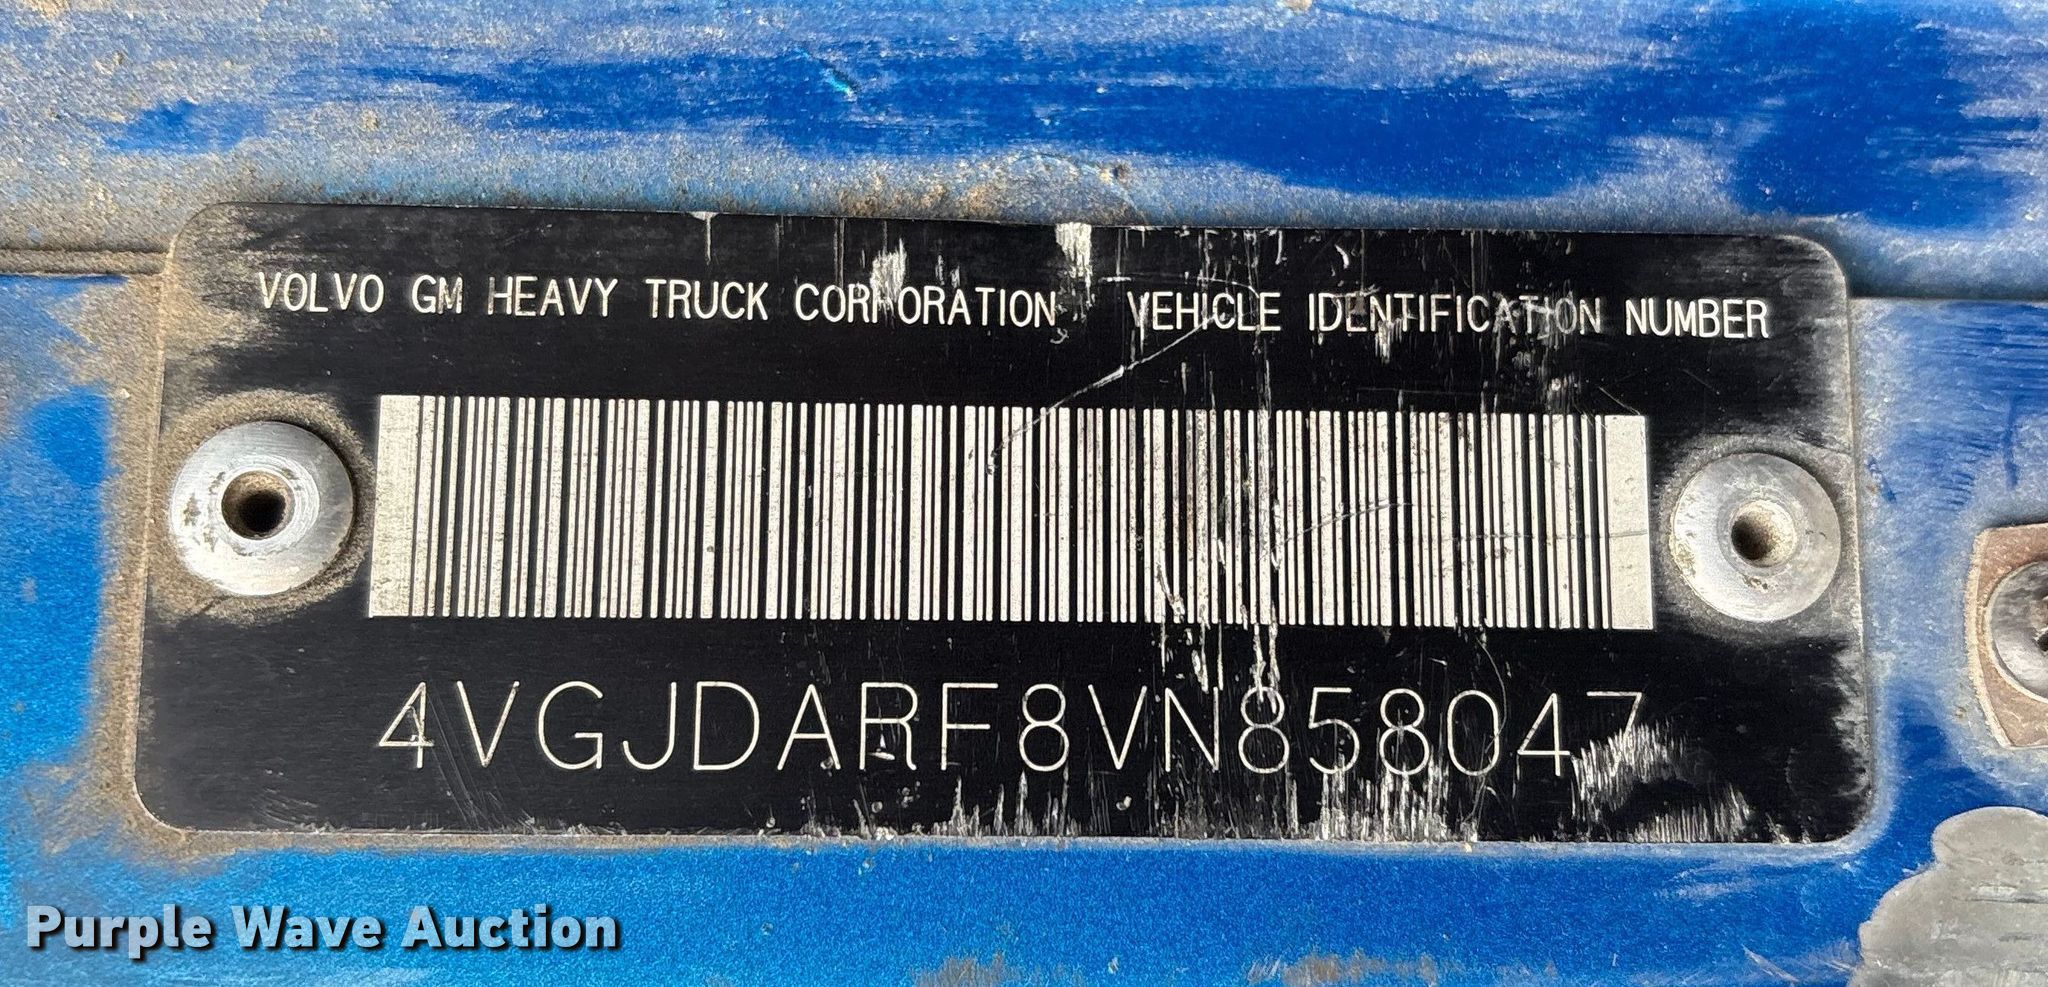 VOLVO GM HEAVY TRUCK CORPORATION VEHICLE IDENTIFICATION NUMBER
4VGJDARF8VN858047
Purple Wave Auction